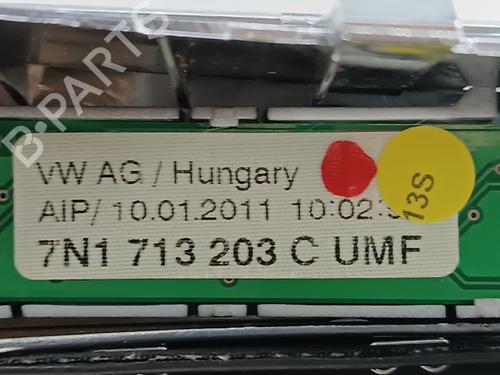 B-PARTS
VW AG / Hungary
AIP/ 10.01.2011 10:02:
13S
7N1 713 203 C UMF